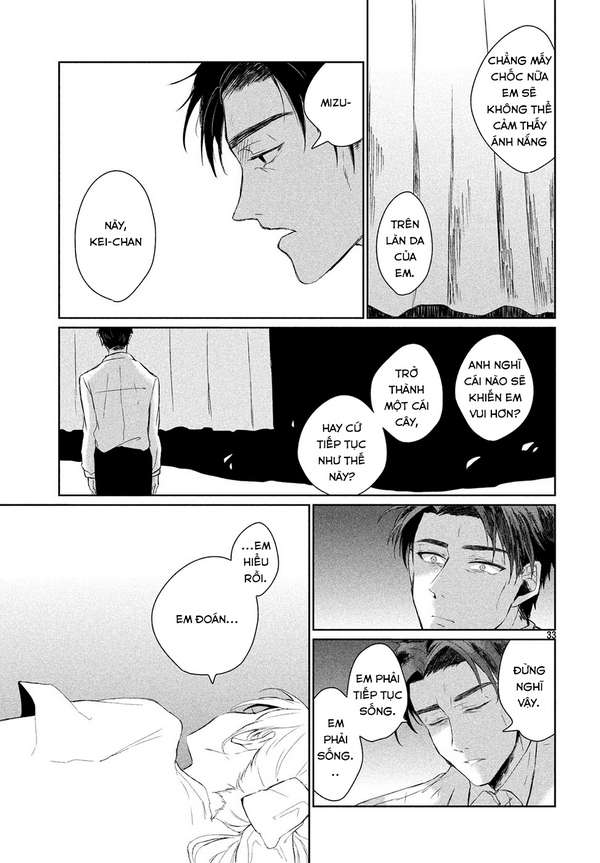 CHẲNG MẤY
CHỐC NỮA
EM SẼ
KHÔNG THỂ
CẢM THẤY
ÁNH NẮNG
TRÊN
LÀN DA
CỦA
EM.
MIZU-
NÀY,
KEI-CHAN
ANH NGHĨ
CÁI NÀO SẼ
KHIẾN EM
VUI HƠN?
TRỞ
THÀNH
MỘT CÁI
CÂY,
HAY CỨ
TIẾP TỤC
NHƯ THẾ
NÀY?
33
ĐỪNG
NGHĨ
VẬY.
EM PHẢI
TIẾP TỤC
SỐNG.
EM
PHẢI
SỐNG.
..
...EM
HIỂU
RỒI.
EM ĐOÁN...